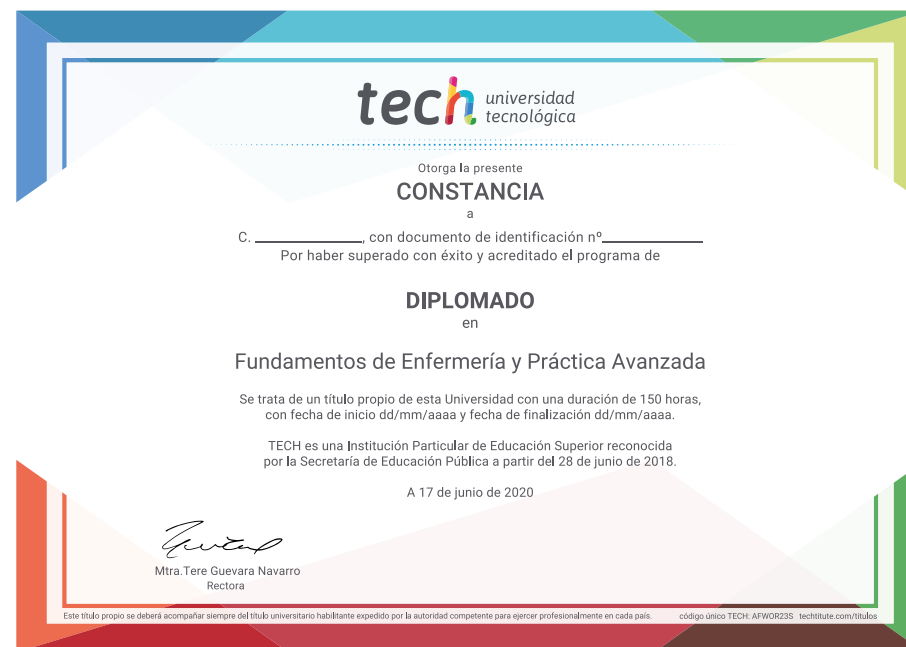 tech universidad
tecnológica
Otorga la presente
CONSTANCIA
a
C. ______________, con documento de identificación nº______________
Por haber superado con éxito y acreditado el programa de
DIPLOMADO
en
Fundamentos de Enfermería y Práctica Avanzada
Se trata de un título propio de esta Universidad con una duración de 150 horas,
con fecha de inicio dd/mm/aaaa y fecha de finalización dd/mm/aaaa.
TECH es una Institución Particular de Educación Superior reconocida
por la Secretaría de Educación Pública a partir del 28 de junio de 2018.
A 17 de junio de 2020
Mtra.Tere Guevara Navarro
Rectora
Este título propio se deberá acompañar siempre del título universitario habilitante expedido por la autoridad competente para ejercer profesionalmente en cada país. código único TECH: AFWOR23S techtitute.com/titulos